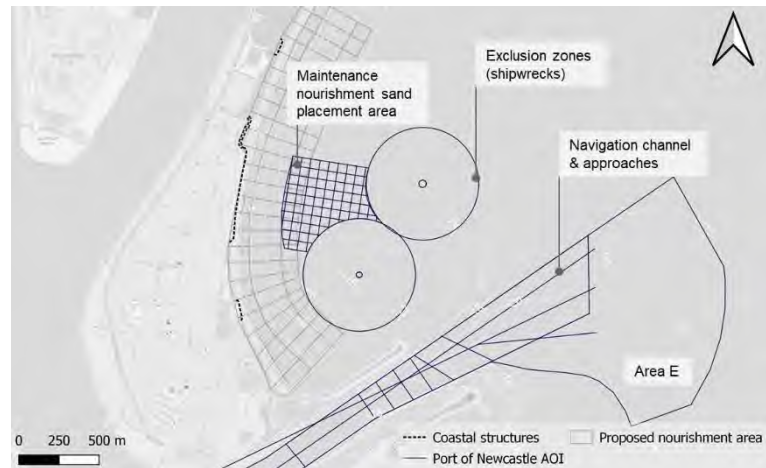 Maintenance
nourishment sand
placement area
Exclusion zones
(shipwrecks)
Navigation channel
& approaches
Area E
0 250 500 m
Coastal structures
Proposed nourishment area
Port of Newcastle AOI